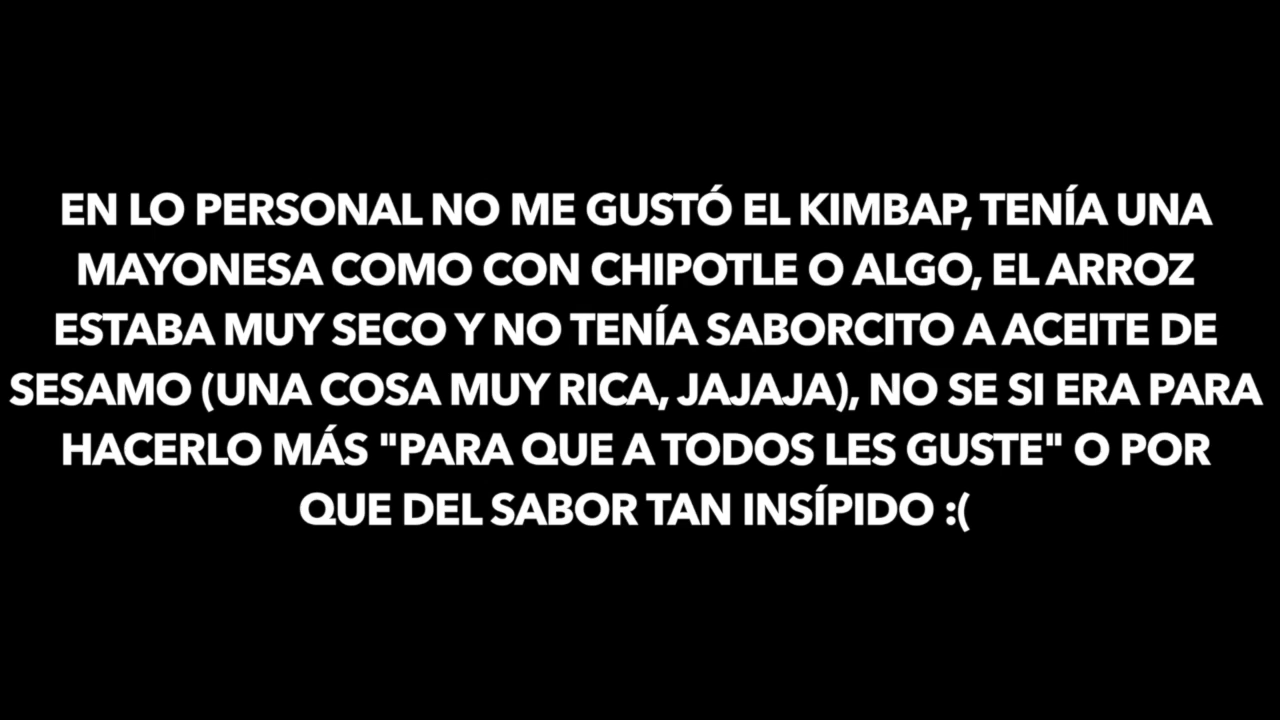 EN LO PERSONAL NO ME GUSTÓ EL KIMBAP, TENÍA UNA
MAYONESA COMO CON CHIPOTLE O ALGO, EL ARROZ
ESTABA MUY SECO Y NO TENÍA SABORCITO A ACEITE DE
SESAMO (UNA COSA MUY RICA, JAJAJA), NO SE SI ERA PARA
HACERLO MÁS "PARA QUE A TODOS LES GUSTE" O POR
QUE DEL SABOR TAN INSÍPIDO :(